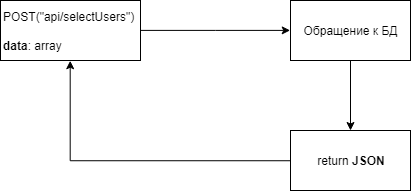 POST("api/selectUsers")
data: array
Обращение к БД
return JSON